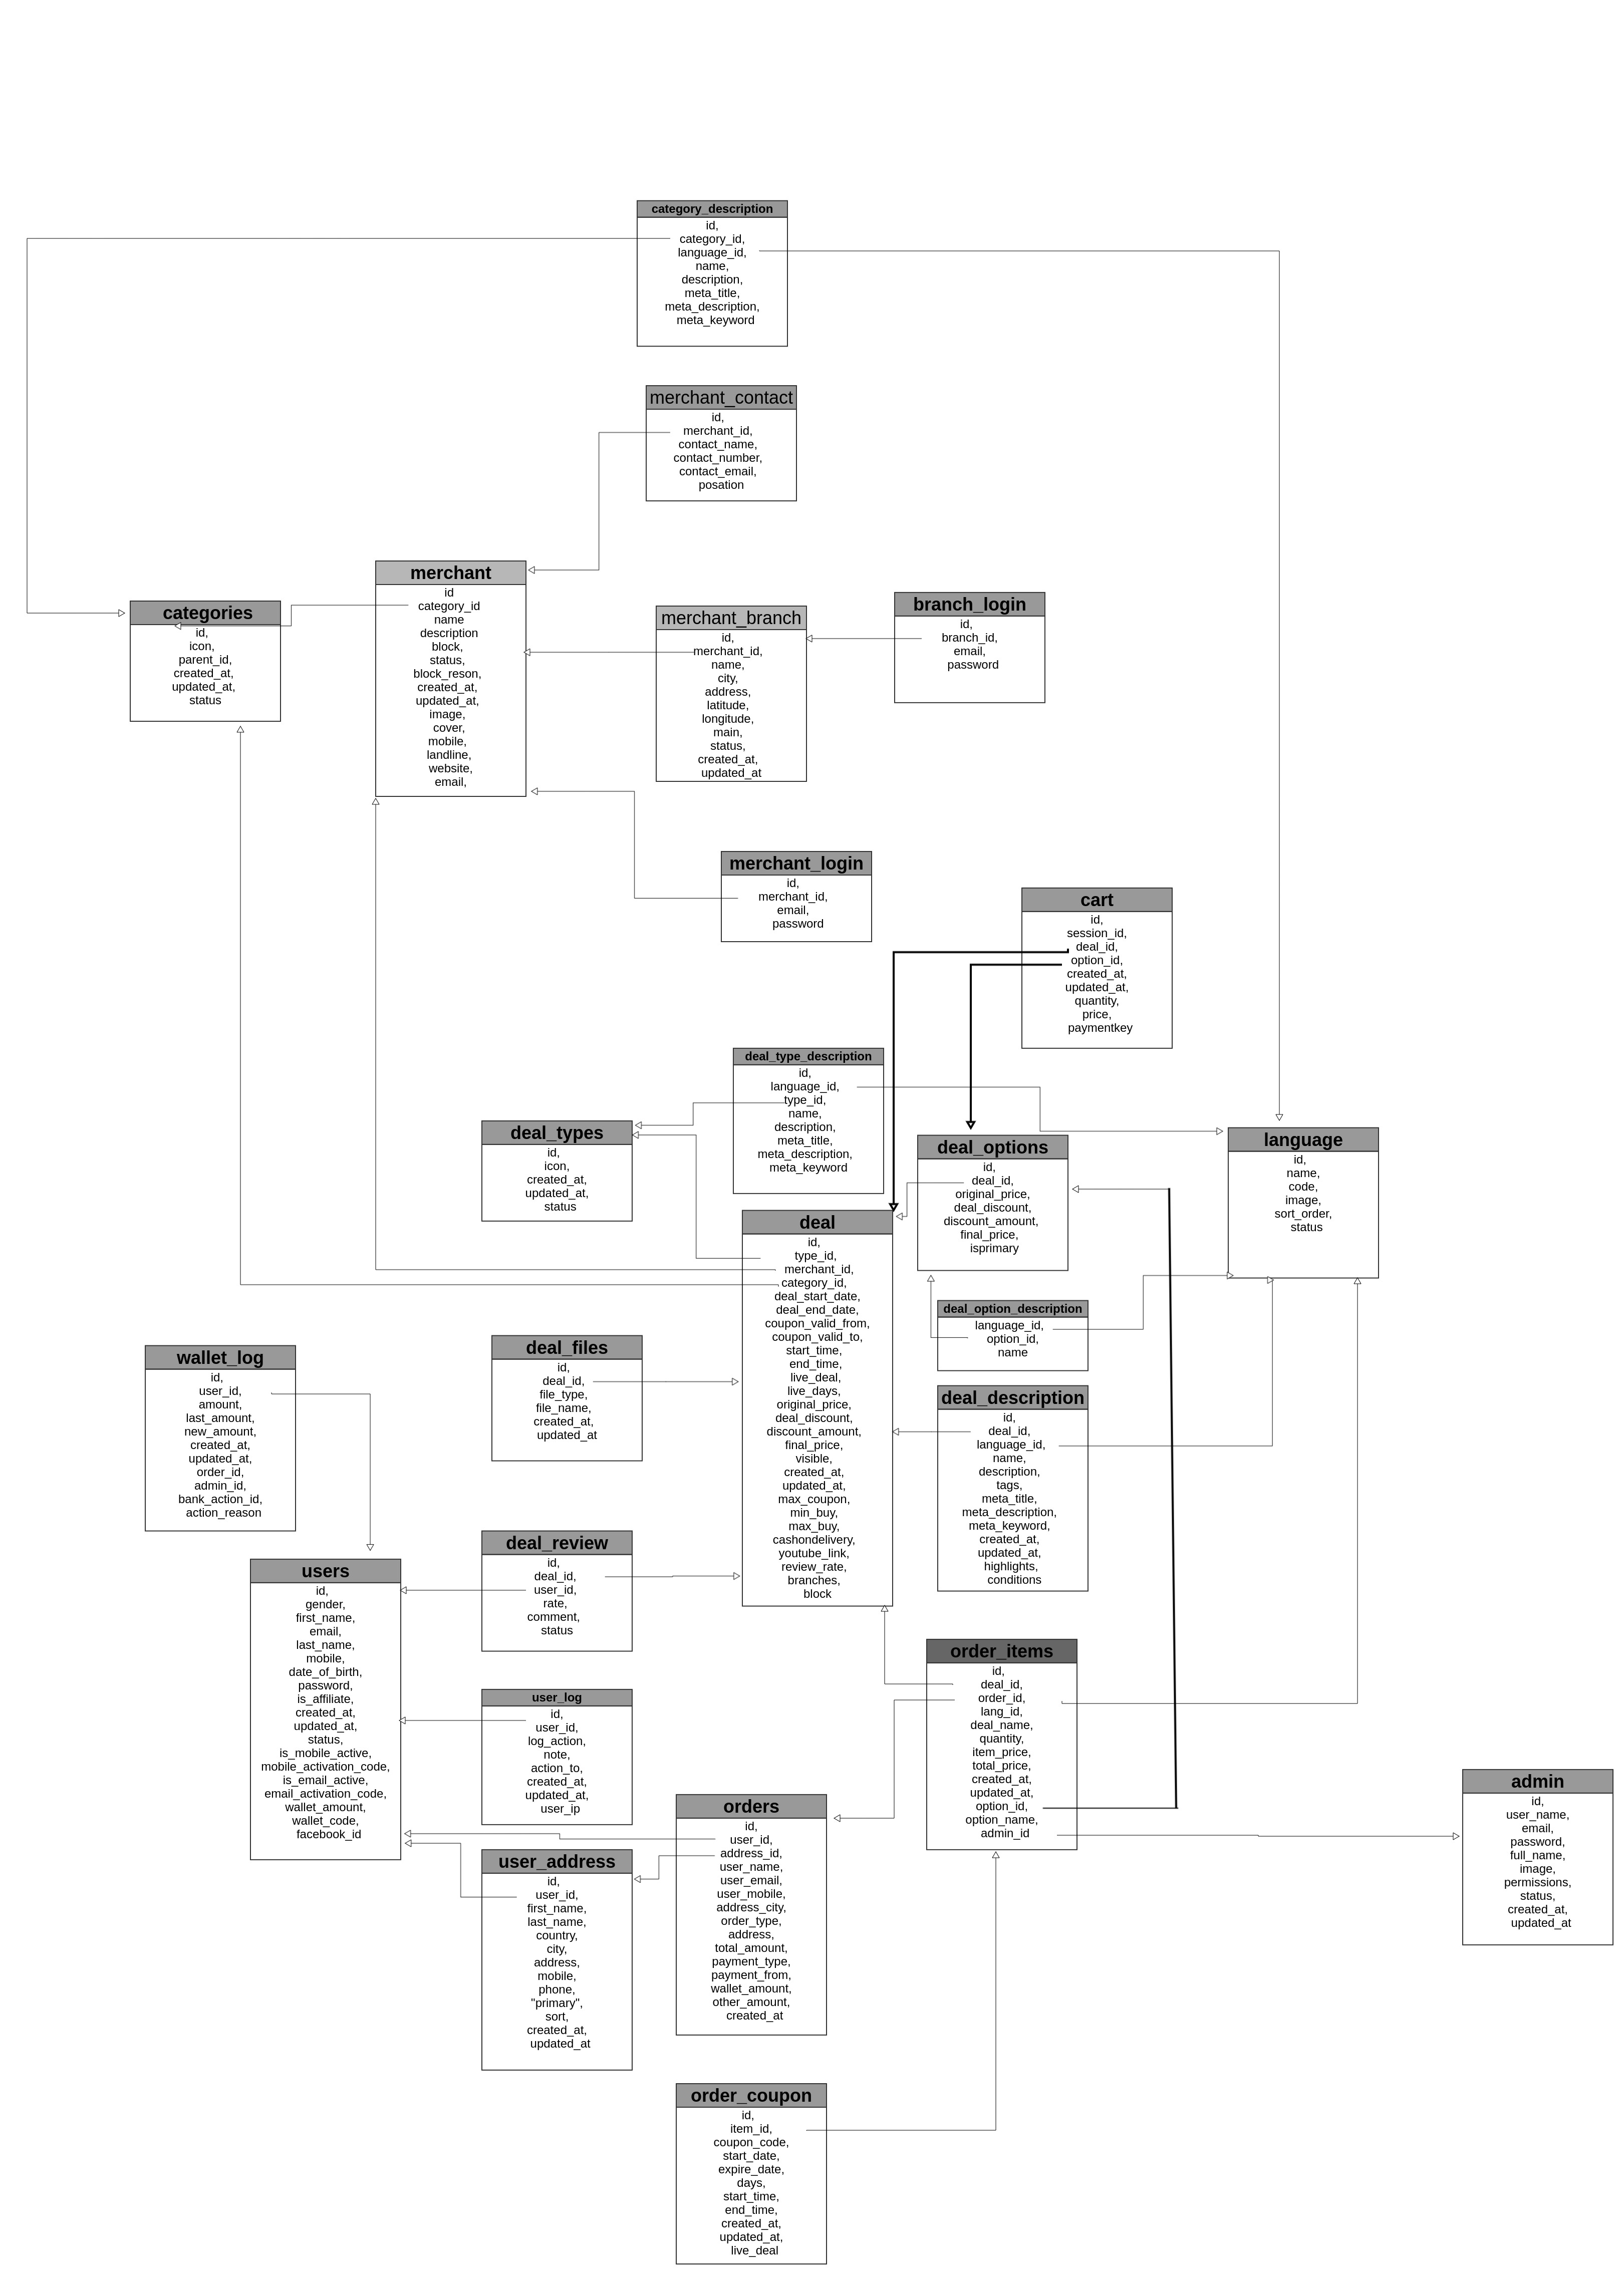 category_description
id,
category_id,
language_id,
name,
description,
meta_title,
meta_description,
meta_keyword
merchant_contact
id,
merchant_id,
contact_name,
contact_number,
contact_email,
posation
merchant
id
category_id
name
description
block,
status,
block_reson,
created_at,
updated_at,
image,
cover,
mobile,
landline,
website,
email,
categories
id,
icon,
parent_id,
created_at,
updated_at,
status
merchant_branch
id,
merchant_id,
name,
city,
address,
latitude,
longitude,
main,
status,
created_at,
updated_at
branch_login
id,
branch_id,
email,
password
merchant_login
id,
merchant_id,
email,
password
cart
id,
session_id,
deal_id,
option_id,
created_at,
updated_at,
quantity,
price,
paymentkey
deal_type_description
id,
language_id,
type_id,
name,
description,
meta_title,
meta_description,
meta_keyword
deal_types
id,
icon,
created_at,
updated_at,
status
deal_options
id,
deal_id,
original_price,
deal_discount,
discount_amount,
final_price,
isprimary
language
id,
name,
code,
image,
sort_order,
status
deal
id,
type_id,
merchant_id,
category_id,
deal_start_date,
deal_end_date,
coupon_valid_from,
coupon_valid_to,
start_time,
end_time,
live_deal,
live_days,
original_price,
deal_discount,
discount_amount,
final_price,
visible,
created_at,
updated_at,
max_coupon,
min_buy,
max_buy,
cashondelivery,
youtube_link,
review_rate,
branches,
block
deal_option_description
language_id,
option_id,
name
deal_files
id,
deal_id,
file_type,
file_name,
created_at,
updated_at
wallet_log
id,
user_id,
amount,
last_amount,
new_amount,
created_at,
updated_at,
order_id,
admin_id,
bank_action_id,
action_reason
deal_description
id,
deal_id,
language_id,
name,
description,
tags,
meta_title,
meta_description,
meta_keyword,
created_at,
updated_at,
highlights,
conditions
deal_review
id,
deal_id,
user_id,
rate,
comment,
status
users
id,
gender,
first_name,
email,
last_name,
mobile,
date_of_birth,
password,
is_affiliate,
created_at,
updated_at,
status,
is_mobile_active,
mobile_activation_code,
is_email_active,
email_activation_code,
wallet_amount,
wallet_code,
facebook_id
order_items
id,
deal_id,
order_id,
lang_id,
deal_name,
quantity,
item_price,
total_price,
created_at,
updated_at,
option_id,
option_name,
admin_id
user_log
id,
user_id,
log_action,
note,
action_to,
created_at,
updated_at,
user_ip
admin
id,
user_name,
email,
password,
full_name,
image,
permissions,
status,
created_at,
updated_at
orders
id,
user_id,
address_id,
user_name,
user_email,
user_mobile,
address_city,
order_type,
address,
total_amount,
payment_type,
payment_from,
wallet_amount,
other_amount,
created_at
user_address
id,
user_id,
first_name,
last_name,
country,
city,
address,
mobile,
phone,
"primary",
sort,
created_at,
updated_at
order_coupon
id,
item_id,
coupon_code,
start_date,
expire_date,
days,
start_time,
end_time,
created_at,
updated_at,
live_deal